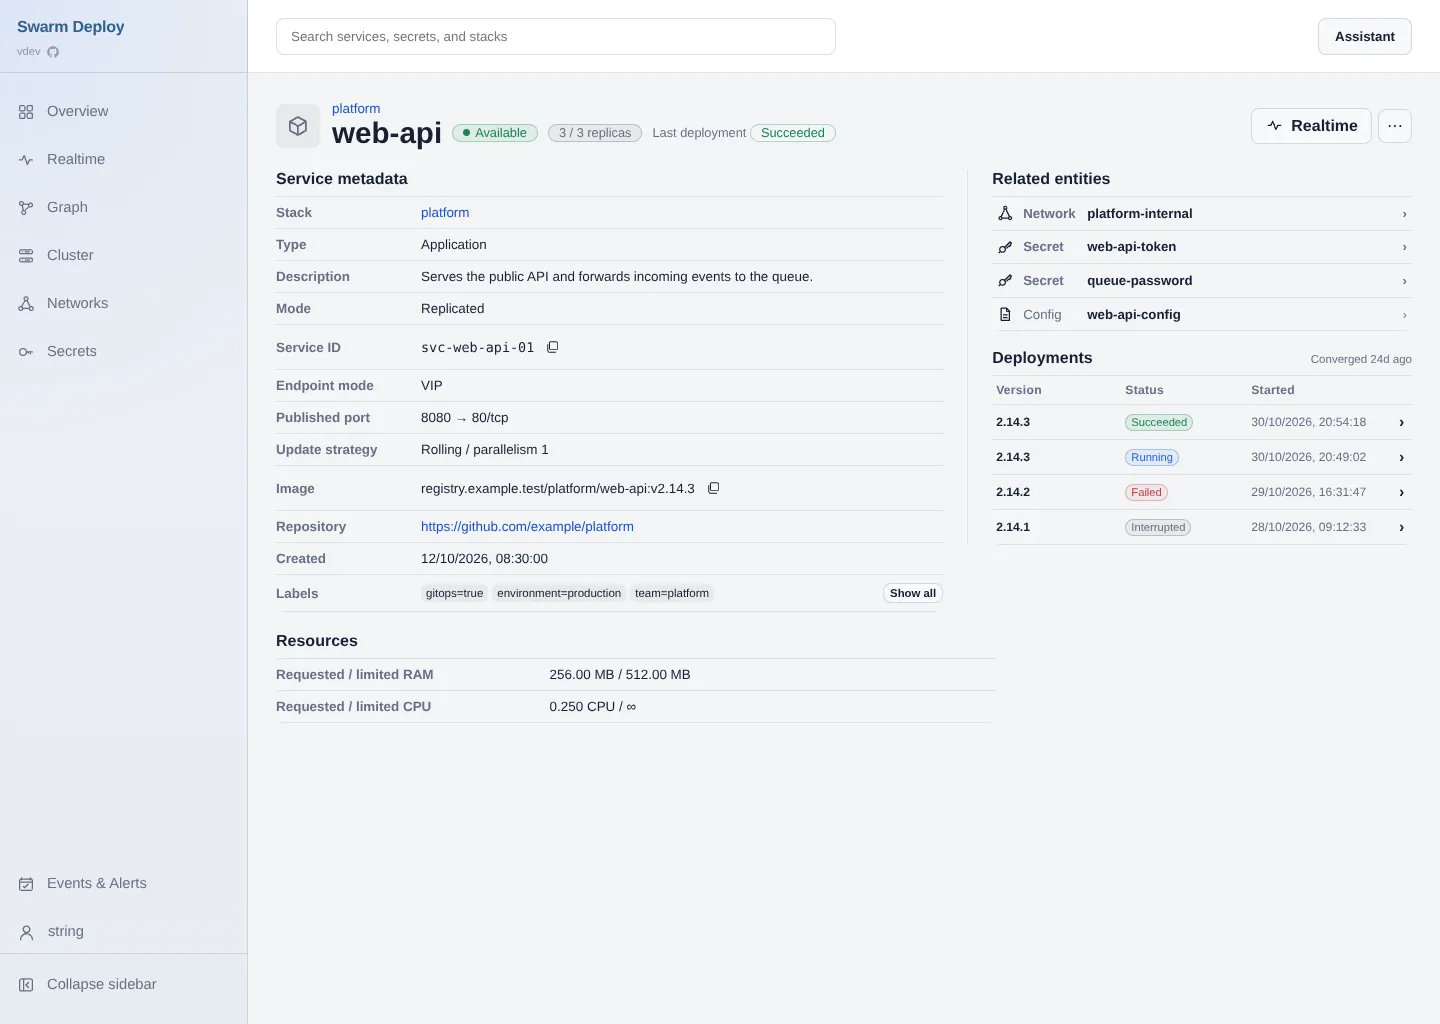 Swarm Deploy
vdev
Overview
Realtime
Graph
Cluster
Networks
Secrets
Events & Alerts
string
Collapse sidebar
Search services, secrets, and stacks
Assistant
platform
web-api Available 3 / 3 replicas Last deployment Succeeded
Realtime ...
Service metadata
Stack platform
Type Application
Description Serves the public API and forwards incoming events to the queue.
Mode Replicated
Service ID svc-web-api-01
Endpoint mode VIP
Published port 8080 → 80/tcp
Update strategy Rolling / parallelism 1
Image registry.example.test/platform/web-api:v2.14.3
Repository https://github.com/example/platform
Created 12/10/2026, 08:30:00
Labels gitops=true environment=production team=platform Show all
Resources
Requested / limited RAM 256.00 MB / 512.00 MB
Requested / limited CPU 0.250 CPU / ∞
Related entities
Network platform-internal ›
Secret web-api-token ›
Secret queue-password ›
Config web-api-config ›
Deployments Converged 24d ago
Version Status Started
2.14.3 Succeeded 30/10/2026, 20:54:18 ›
2.14.3 Running 30/10/2026, 20:49:02 ›
2.14.2 Failed 29/10/2026, 16:31:47 ›
2.14.1 Interrupted 28/10/2026, 09:12:33 ›